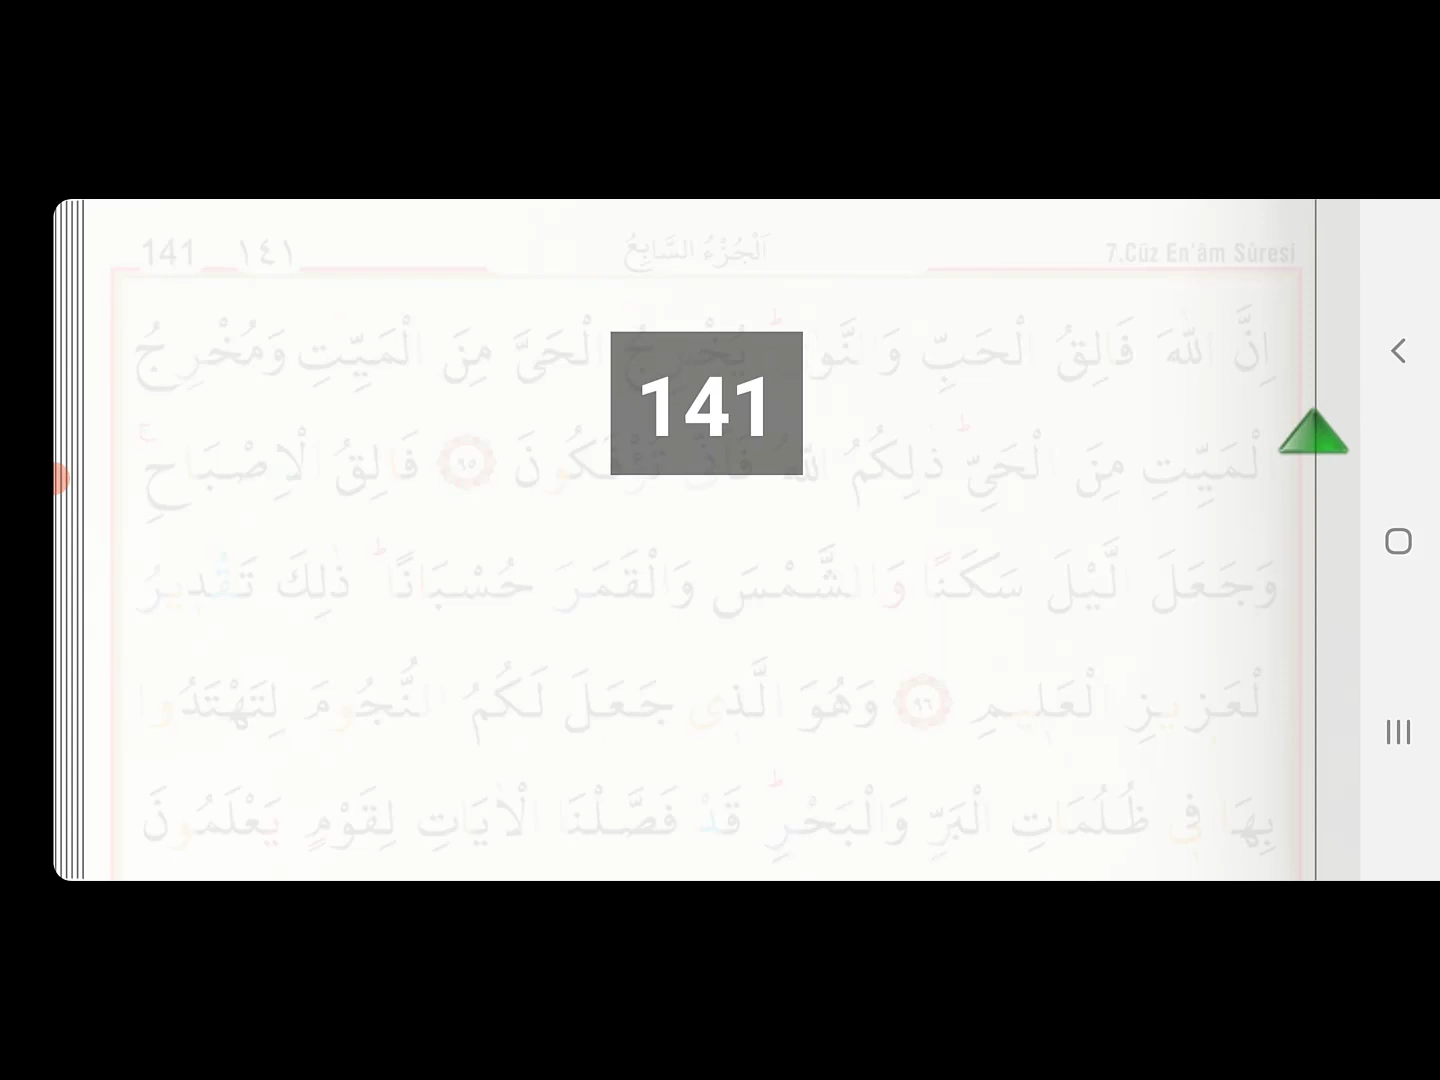 7.Cüz En'âm Sûresi اَلْجُزْءُ السَّابِعُ ١٤١ 141
141
اِنَّ اللّٰهَ فَالِقُ الْحَبِّ وَالنَّوٰىۜ يُخْرِجُ الْحَيَّ مِنَ الْمَيِّتِ وَمُخْرِجُ
الْمَيِّتِ مِنَ الْحَيِّۜ ذٰلِكُمُ اللّٰهُ فَاَنّٰى تُؤْفَكُونَ ﴿٩٥﴾ فَالِقُ الْاِصْبَاحِۚ
وَجَعَلَ الَّيْلَ سَكَنًا وَالشَّمْسَ وَالْقَمَرَ حُسْبَانًاۜ ذٰلِكَ تَقْدِيرُ
الْعَزِيزِ الْعَلِيمِ ﴿٩٦﴾ وَهُوَ الَّذِي جَعَلَ لَكُمُ النُّجُومَ لِتَهْتَدُوا
بِهَا فِي ظُلُمَاتِ الْبَرِّ وَالْبَحْرِۜ قَدْ فَصَّلْنَا الْاٰيَاتِ لِقَوْمٍ يَعْلَمُونَ